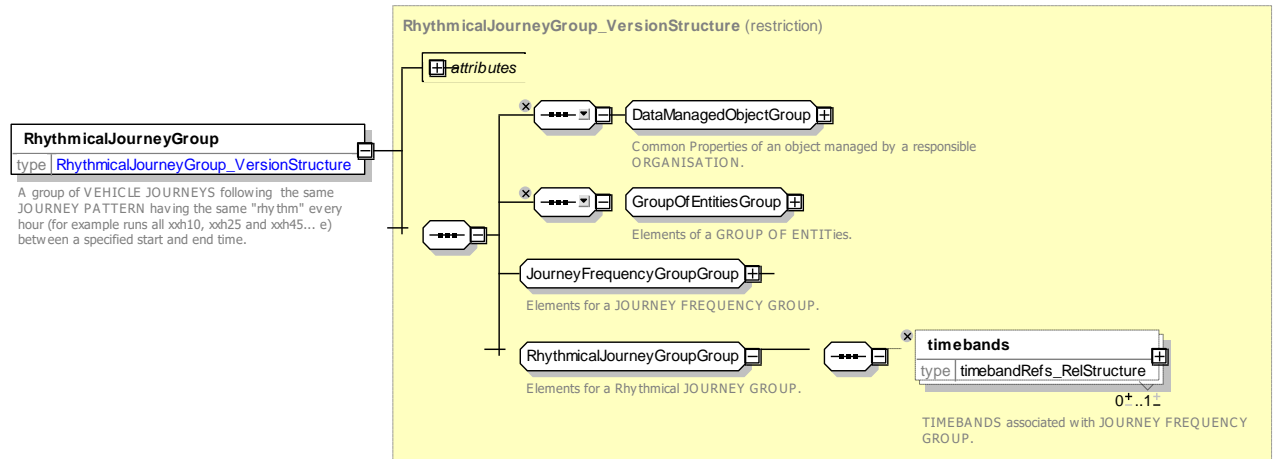 RhythmicalJourneyGroup_VersionStructure (restriction)
attributes
DataManagedObjectGroup
Common Properties of an object managed by a responsible
ORGANISATION.
RhythmicalJourneyGroup
type RhythmicalJourneyGroup_VersionStructure
A group of VEHICLE JOURNEYS following the same
JOURNEY PATTERN having the same "rhythm" every
hour (for example runs all xxh10, xxh25 and xxh45... e)
between a specified start and end time.
GroupOfEntitiesGroup
Elements of a GROUP OF ENTITies.
JourneyFrequencyGroupGroup
Elements for a JOURNEY FREQUENCY GROUP.
RhythmicalJourneyGroupGroup
Elements for a Rhythmical JOURNEY GROUP.
timebands
type timebandRefs_RelStructure
0..1
TIMEBANDS associated with JOURNEY FREQUENCY
GROUP.